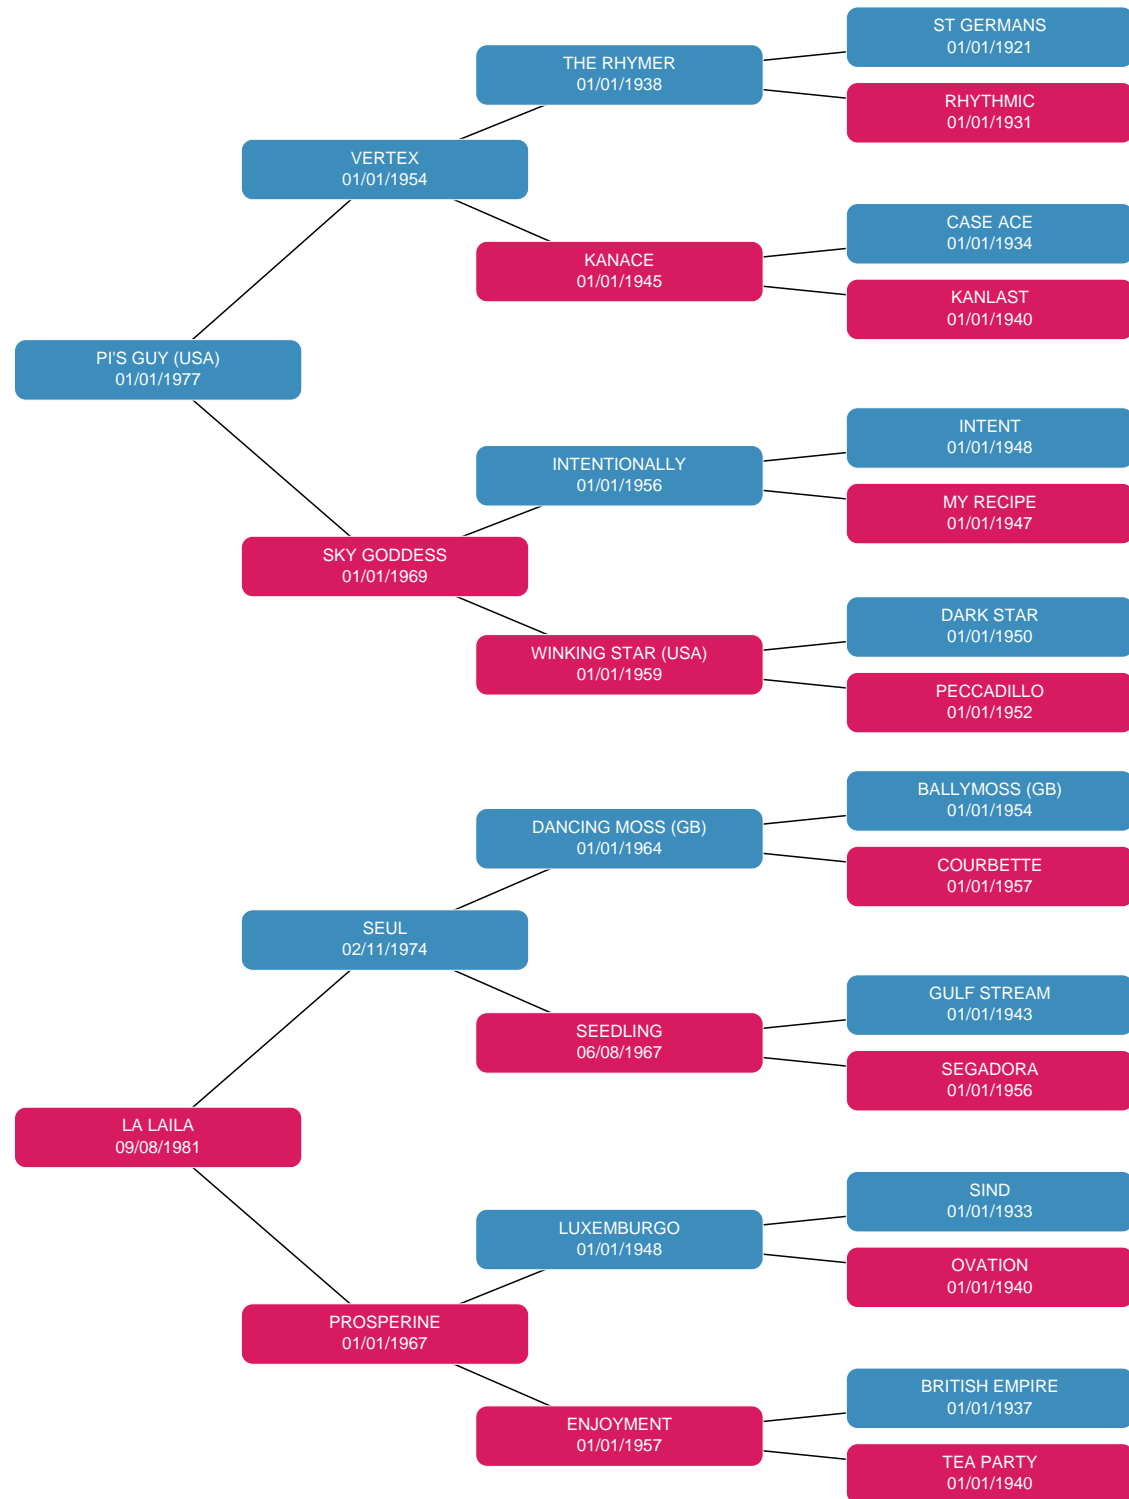 ST GERMANS
01/01/1921
THE RHYMER
01/01/1938
RHYTHMIC
01/01/1931
VERTEX
01/01/1954
CASE ACE
01/01/1934
KANACE
01/01/1945
KANLAST
01/01/1940
PI'S GUY (USA)
01/01/1977
INTENT
01/01/1948
INTENTIONALLY
01/01/1956
MY RECIPE
01/01/1947
SKY GODDESS
01/01/1969
DARK STAR
01/01/1950
WINKING STAR (USA)
01/01/1959
PECCADILLO
01/01/1952
BALLYMOSS (GB)
01/01/1954
DANCING MOSS (GB)
01/01/1964
COURBETTE
01/01/1957
SEUL
02/11/1974
GULF STREAM
01/01/1943
SEEDLING
06/08/1967
SEGADORA
01/01/1956
LA LAILA
09/08/1981
SIND
01/01/1933
LUXEMBURGO
01/01/1948
OVATION
01/01/1940
PROSPERINE
01/01/1967
BRITISH EMPIRE
01/01/1937
ENJOYMENT
01/01/1957
TEA PARTY
01/01/1940